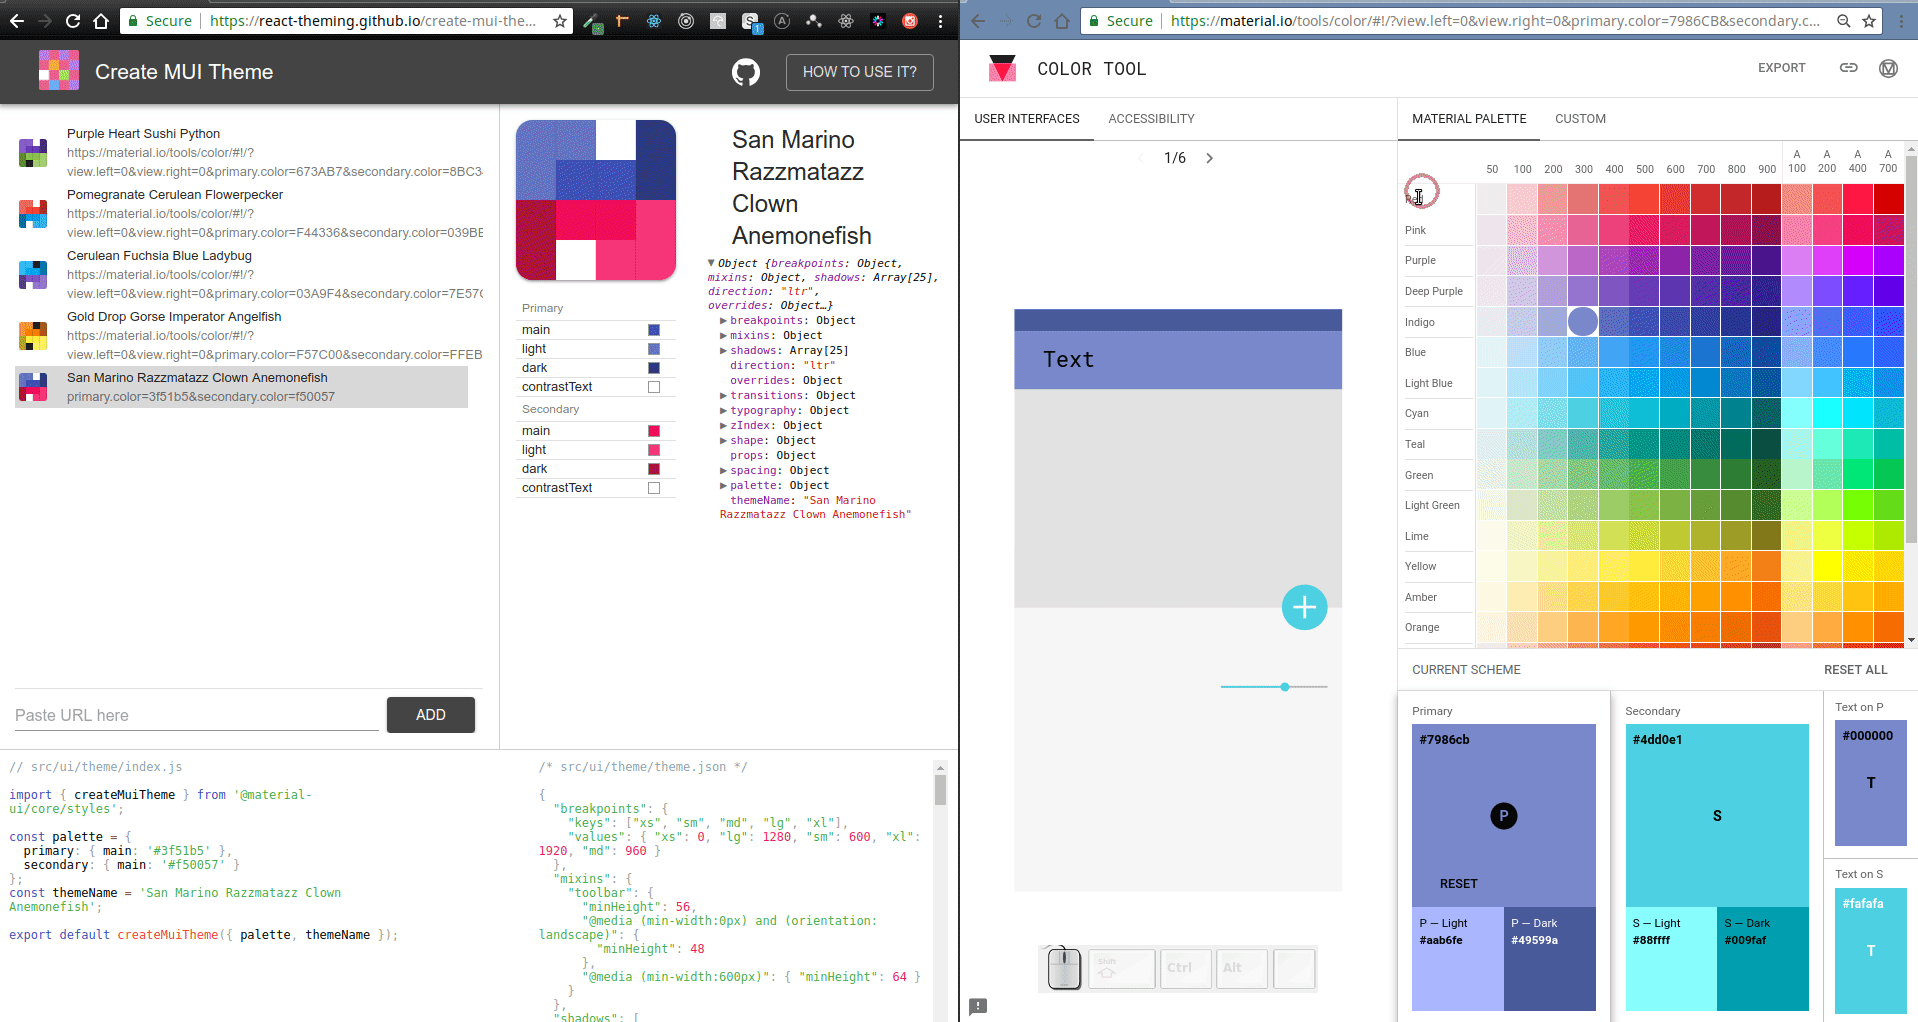 Secure
https://react-theming.github.io/create-mui-the...
Create MUI Theme
HOW TO USE IT?
Purple Heart Sushi Python
https://material.io/tools/color/#!/?
view.left=0&view.right=0&primary.color=673AB7&secondary.color=8BC3
Pomegranate Cerulean Flowerpecker
https://material.io/tools/color/#!/?
view.left=0&view.right=0&primary.color=F44336&secondary.color=039BE
Cerulean Fuchsia Blue Ladybug
https://material.io/tools/color/#!/?
view.left=0&view.right=0&primary.color=03A9F4&secondary.color=7E57C
Gold Drop Gorse Imperator Angelfish
https://material.io/tools/color/#!/?
view.left=0&view.right=0&primary.color=F57C00&secondary.color=FFEB
San Marino Razzmatazz Clown Anemonefish
primary.color=3f51b5&secondary.color=f50057
Paste URL here
ADD
Primary
main
light
dark
contrastText
Secondary
main
light
dark
contrastText
San Marino
Razzmatazz
Clown
Anemonefish
▼Object {breakpoints: Object,
mixins: Object, shadows: Array[25],
direction: "ltr",
overrides: Object…}
▶breakpoints: Object
▶mixins: Object
▶shadows: Array[25]
direction: "ltr"
overrides: Object
▶transitions: Object
▶typography: Object
▶zIndex: Object
▶shape: Object
props: Object
▶spacing: Object
▶palette: Object
themeName: "San Marino
Razzmatazz Clown Anemonefish"
// src/ui/theme/index.js
import { createMuiTheme } from '@material-
ui/core/styles';
const palette = {
primary: { main: '#3f51b5' },
secondary: { main: '#f50057' }
};
const themeName = 'San Marino Razzmatazz Clown
Anemonefish';
export default createMuiTheme({ palette, themeName });
/* src/ui/theme/theme.json */
{
"breakpoints": {
"keys": ["xs", "sm", "md", "lg", "xl"],
"values": { "xs": 0, "lg": 1280, "sm": 600, "xl":
1920, "md": 960 }
},
"mixins": {
"toolbar": {
"minHeight": 56,
"@media (min-width:0px) and (orientation:
landscape)": {
"minHeight": 48
},
"@media (min-width:600px)": { "minHeight": 64 }
}
},
"shadows": [
Secure
https://material.io/tools/color/#!/?view.left=0&view.right=0&primary.color=7986CB&secondary.c...
COLOR TOOL
EXPORT
USER INTERFACES
ACCESSIBILITY
MATERIAL PALETTE
CUSTOM
1/6
Text
Shift
Ctrl
Alt
50 100 200 300 400 500 600 700 800 900 A 100 A 200 A 400 A 700
Pink
Purple
Deep Purple
Indigo
Blue
Light Blue
Cyan
Teal
Green
Light Green
Lime
Yellow
Amber
Orange
CURRENT SCHEME
RESET ALL
Primary
#7986cb
P
RESET
P — Light
#aab6fe
P — Dark
#49599a
Secondary
#4dd0e1
S
S — Light
#88ffff
S — Dark
#009faf
Text on P
#000000
T
Text on S
#fafafa
T